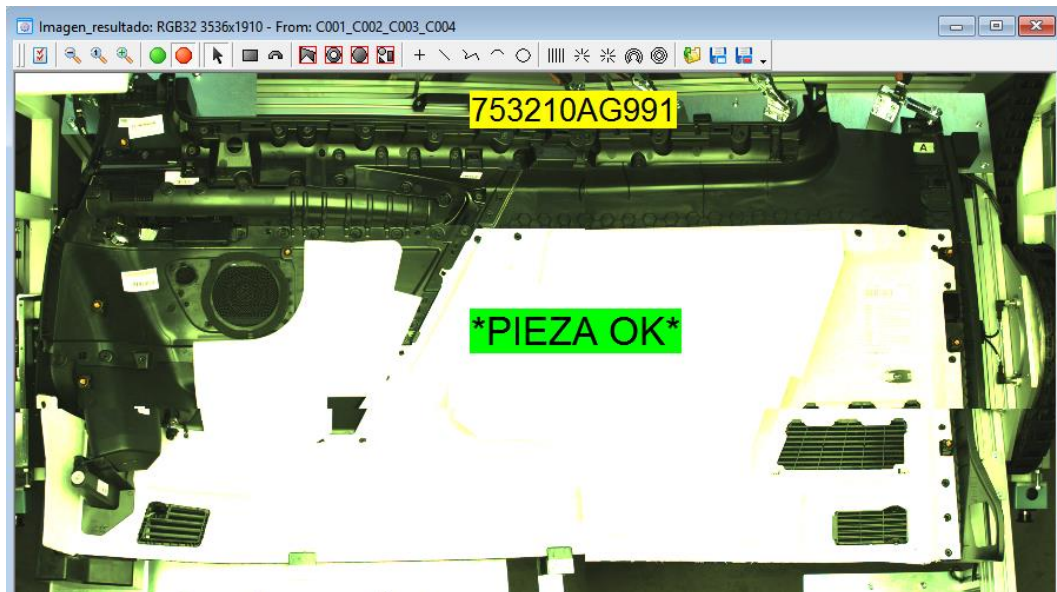 Imagen_resultado: RGB32 3536x1910 - From: C001_C002_C003_C004
753210AG991
A
*PIEZA OK*